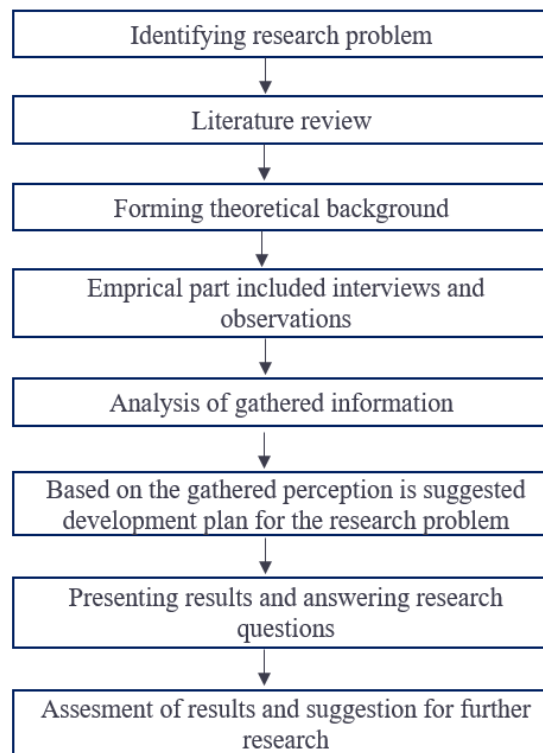 Identifying research problem
Literature review
Forming theoretical background
Emprical part included interviews and
observations
Analysis of gathered information
Based on the gathered perception is suggested
development plan for the research problem
Presenting results and answering research
questions
Assesment of results and suggestion for further
research